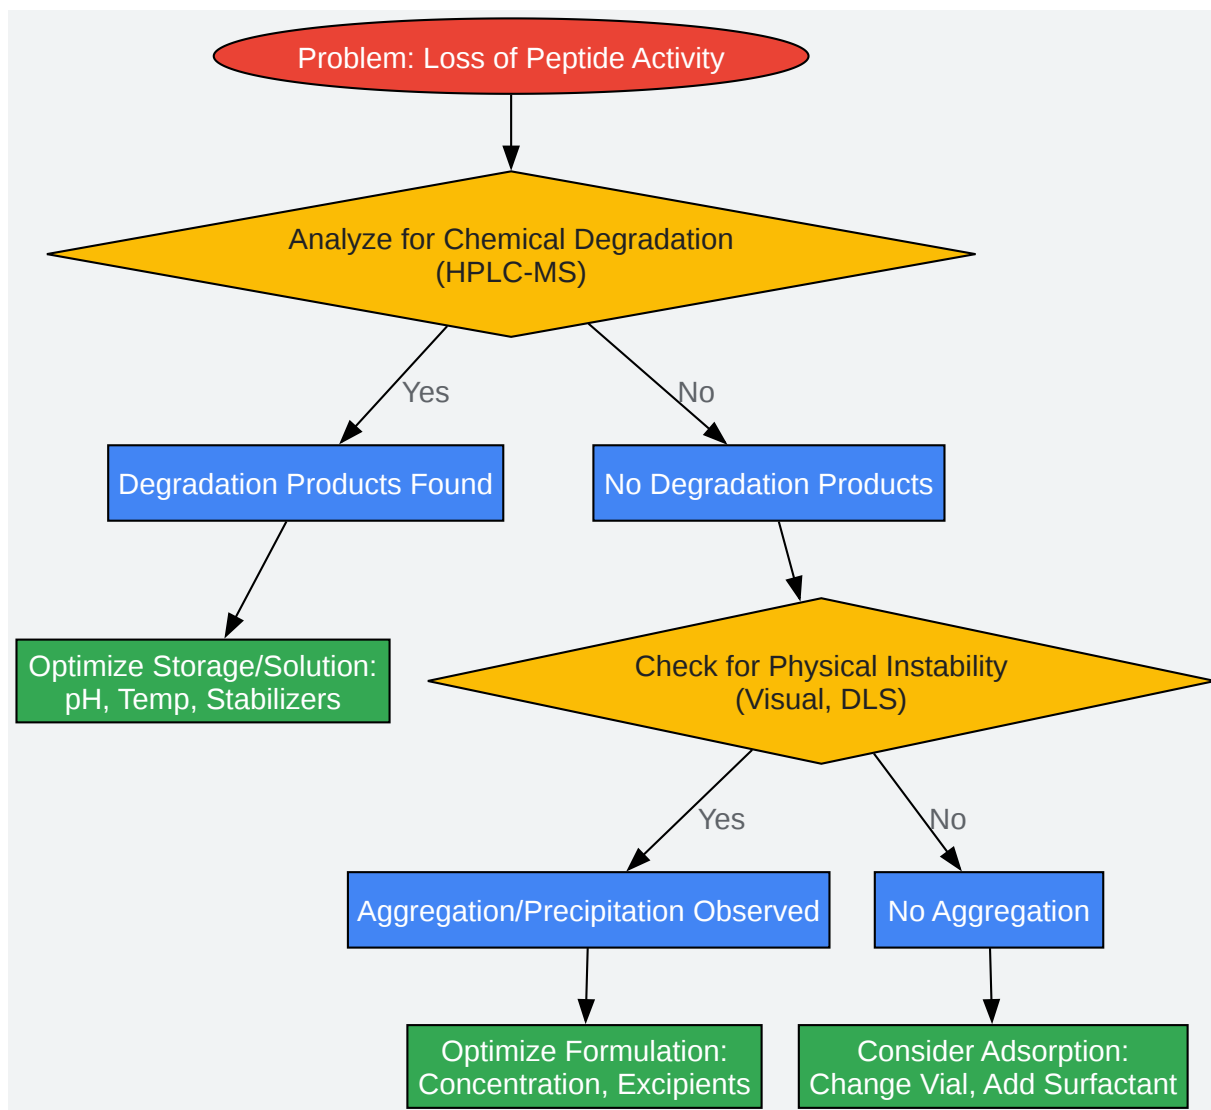 Problem: Loss of Peptide Activity
Analyze for Chemical Degradation
(HPLC-MS)
Yes
No
Degradation Products Found
No Degradation Products
Optimize Storage/Solution:
pH, Temp, Stabilizers
Check for Physical Instability
(Visual, DLS)
Yes
No
Aggregation/Precipitation Observed
No Aggregation
Optimize Formulation:
Concentration, Excipients
Consider Adsorption:
Change Vial, Add Surfactant